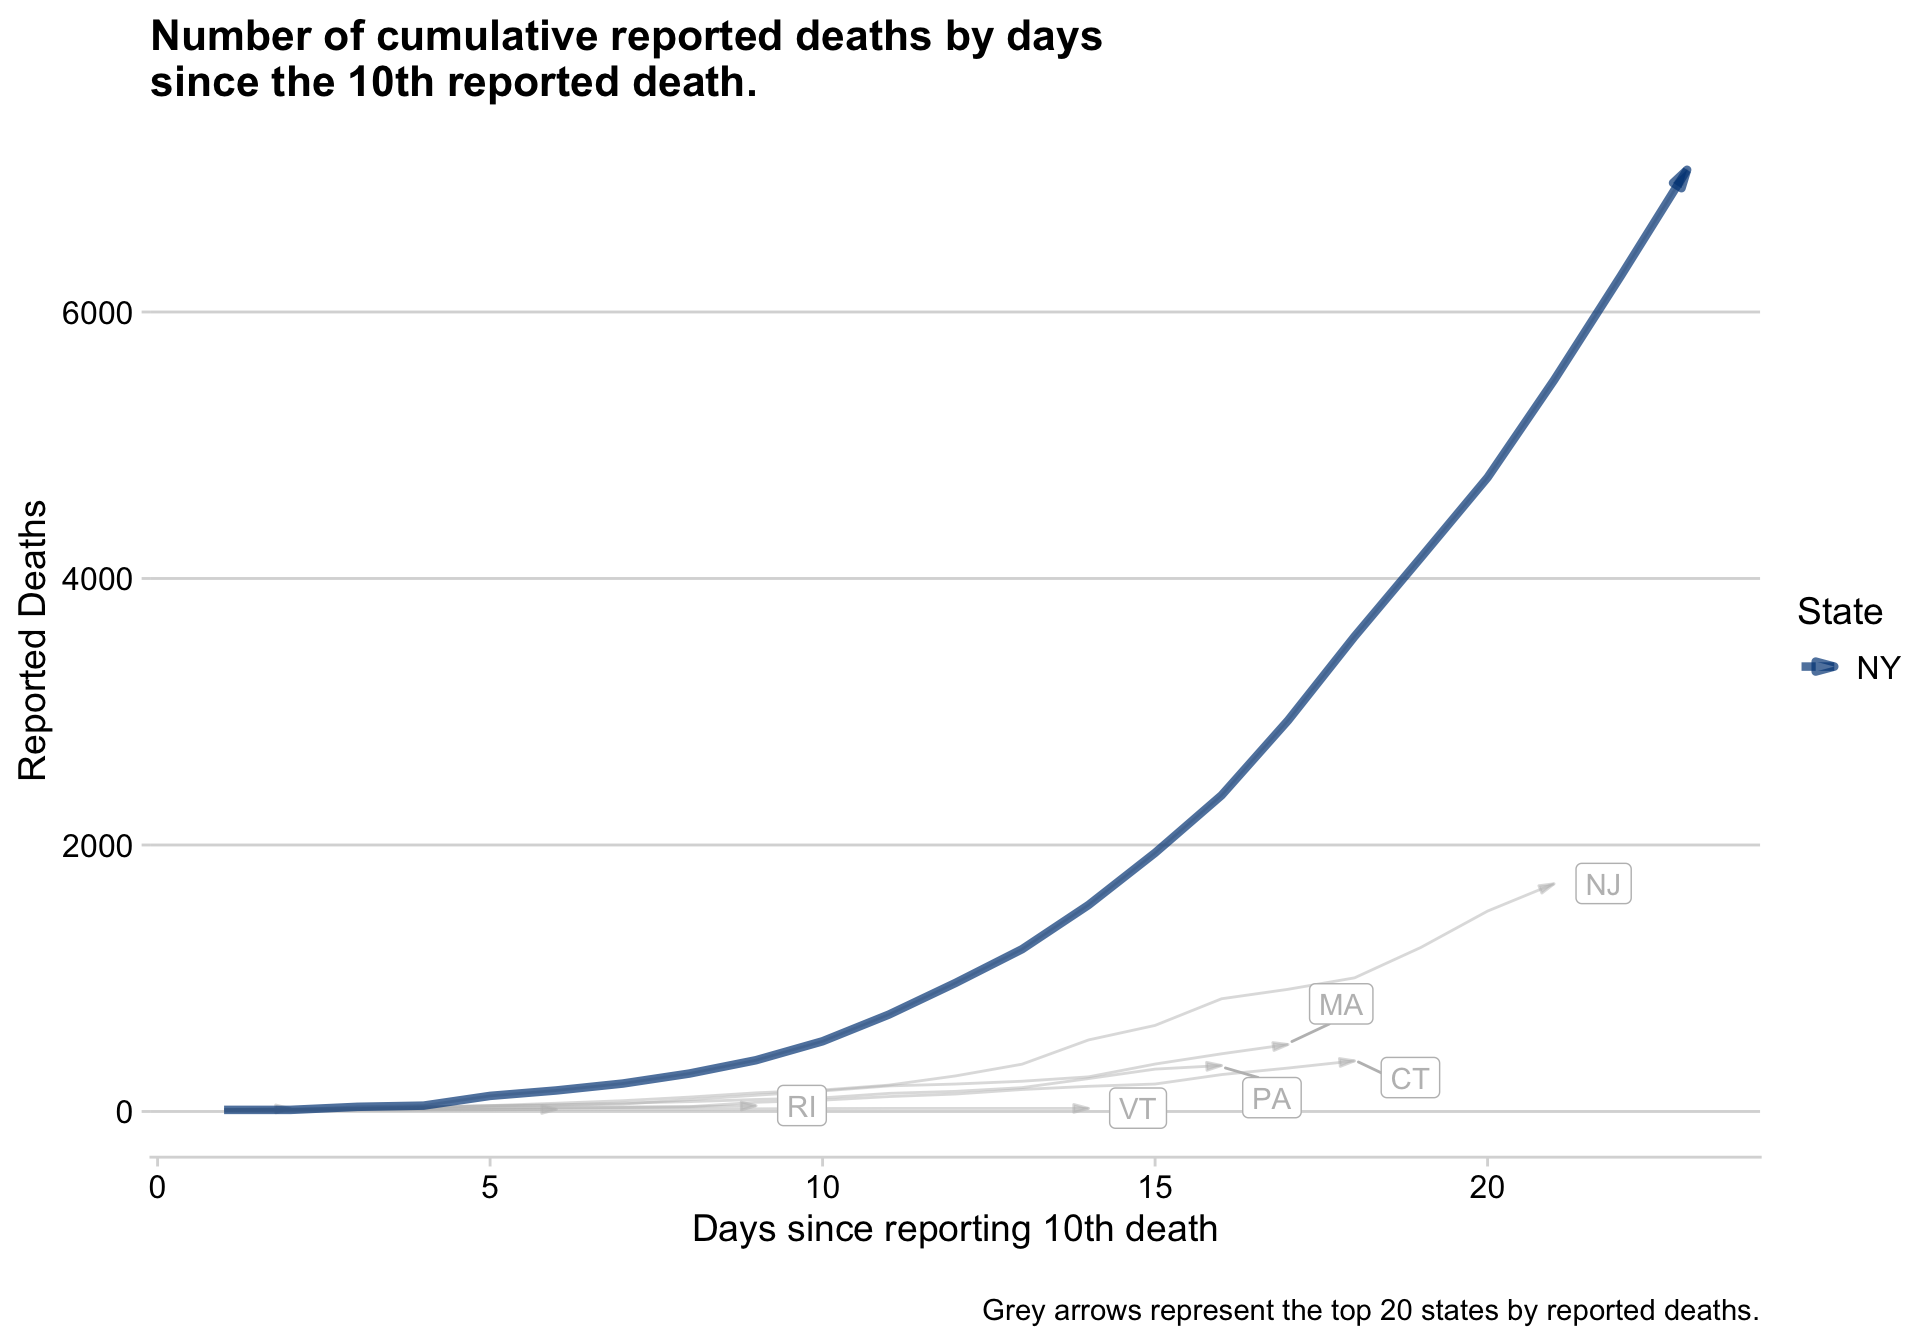 Number of cumulative reported deaths by days
since the 10th reported death.
Reported Deaths
6000
4000
2000
0
NJ
MA
CT
PA
VT
RI
State
NY
0 5 10 15 20
Days since reporting 10th death
Grey arrows represent the top 20 states by reported deaths.